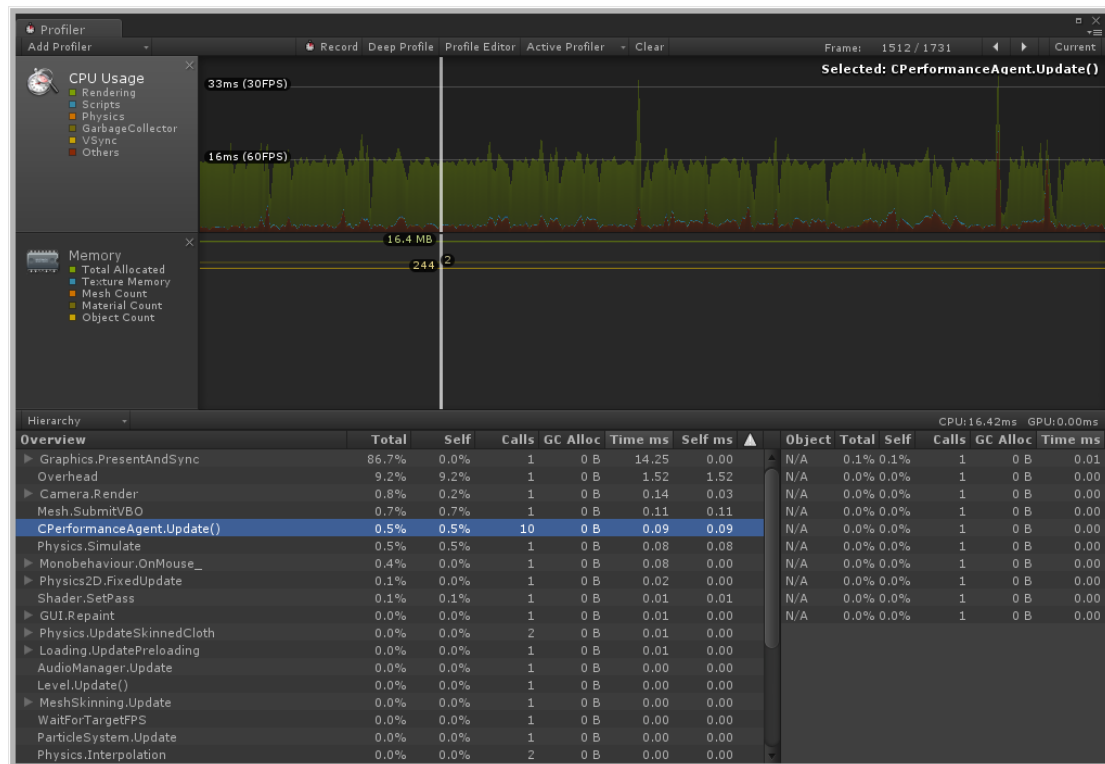 Profiler
Add Profiler Record Deep Profile Profile Editor Active Profiler Clear Frame: 1512 / 1731 Current
CPU Usage
Rendering
Scripts
Physics
GarbageCollector
VSync
Others
Selected: CPerformanceAgent.Update()
33ms (30FPS)
16ms (60FPS)
Memory
Total Allocated
Texture Memory
Mesh Count
Material Count
Object Count
16.4 MB
2
244
Hierarchy CPU:16.42ms GPU:0.00ms
Overview Total Self Calls GC Alloc Time ms Self ms Object Total Self Calls GC Alloc Time ms
Graphics.PresentAndSync 86.7% 0.0% 1 0 B 14.25 0.00 N/A 0.1% 0.1% 1 0 B 0.01
Overhead 9.2% 9.2% 1 0 B 1.52 1.52 N/A 0.0% 0.0% 1 0 B 0.00
Camera.Render 0.8% 0.2% 1 0 B 0.14 0.03 N/A 0.0% 0.0% 1 0 B 0.00
Mesh.SubmitVBO 0.7% 0.7% 1 0 B 0.11 0.11 N/A 0.0% 0.0% 1 0 B 0.00
CPerformanceAgent.Update() 0.5% 0.5% 10 0 B 0.09 0.09 N/A 0.0% 0.0% 1 0 B 0.00
Physics.Simulate 0.5% 0.5% 1 0 B 0.08 0.08 N/A 0.0% 0.0% 1 0 B 0.00
Monobehaviour.OnMouse_ 0.4% 0.0% 1 0 B 0.08 0.00 N/A 0.0% 0.0% 1 0 B 0.00
Physics2D.FixedUpdate 0.1% 0.0% 1 0 B 0.02 0.00 N/A 0.0% 0.0% 1 0 B 0.00
Shader.SetPass 0.1% 0.1% 1 0 B 0.01 0.01 N/A 0.0% 0.0% 1 0 B 0.00
GUI.Repaint 0.0% 0.0% 1 0 B 0.01 0.00 N/A 0.0% 0.0% 1 0 B 0.00
Physics.UpdateSkinnedCloth 0.0% 0.0% 2 0 B 0.01 0.00
Loading.UpdatePreloading 0.0% 0.0% 1 0 B 0.01 0.00
AudioManager.Update 0.0% 0.0% 1 0 B 0.00 0.00
Level.Update() 0.0% 0.0% 1 0 B 0.00 0.00
MeshSkinning.Update 0.0% 0.0% 1 0 B 0.00 0.00
WaitForTargetFPS 0.0% 0.0% 1 0 B 0.00 0.00
ParticleSystem.Update 0.0% 0.0% 1 0 B 0.00 0.00
Physics.Interpolation 0.0% 0.0% 2 0 B 0.00 0.00